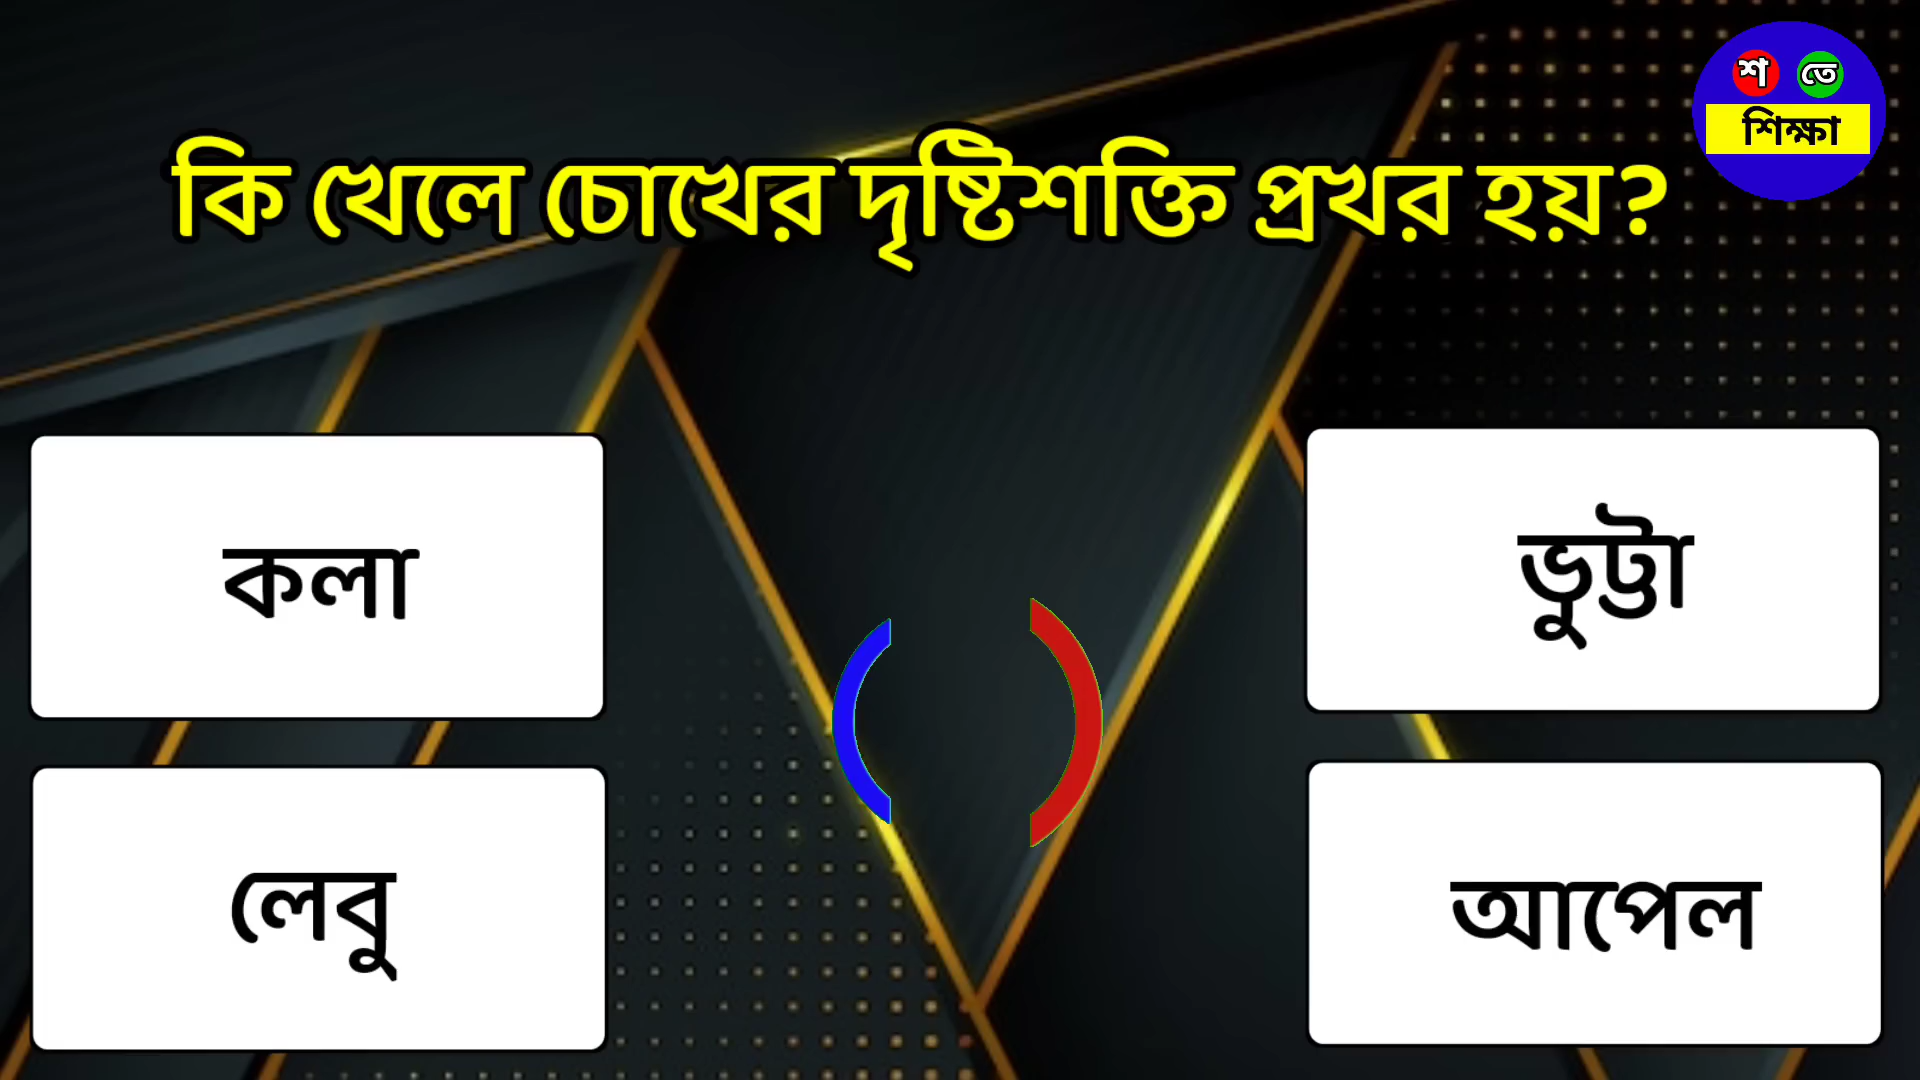 শ তে
শিক্ষা
কি খেলে চোখের দৃষ্টিশক্তি প্রখর হয়?
কলা
ভুট্টা
লেবু
আপেল